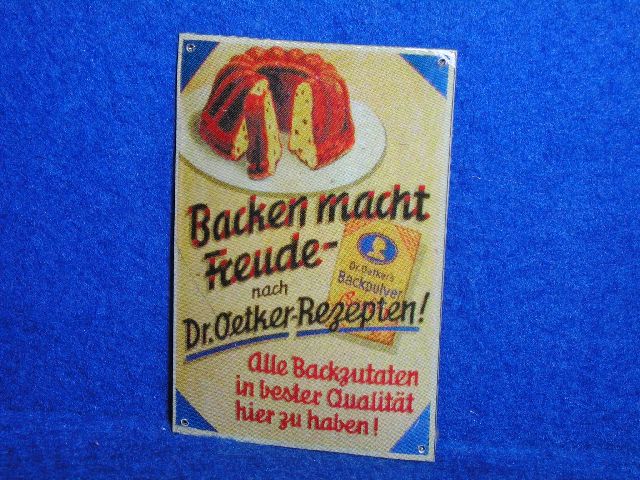 Backen macht
Freude-
nach
Dr. Oetker's
Backpulver
Dr. Oetker-Rezepten!
Alle Backzutaten
in bester Qualität
hier zu haben!